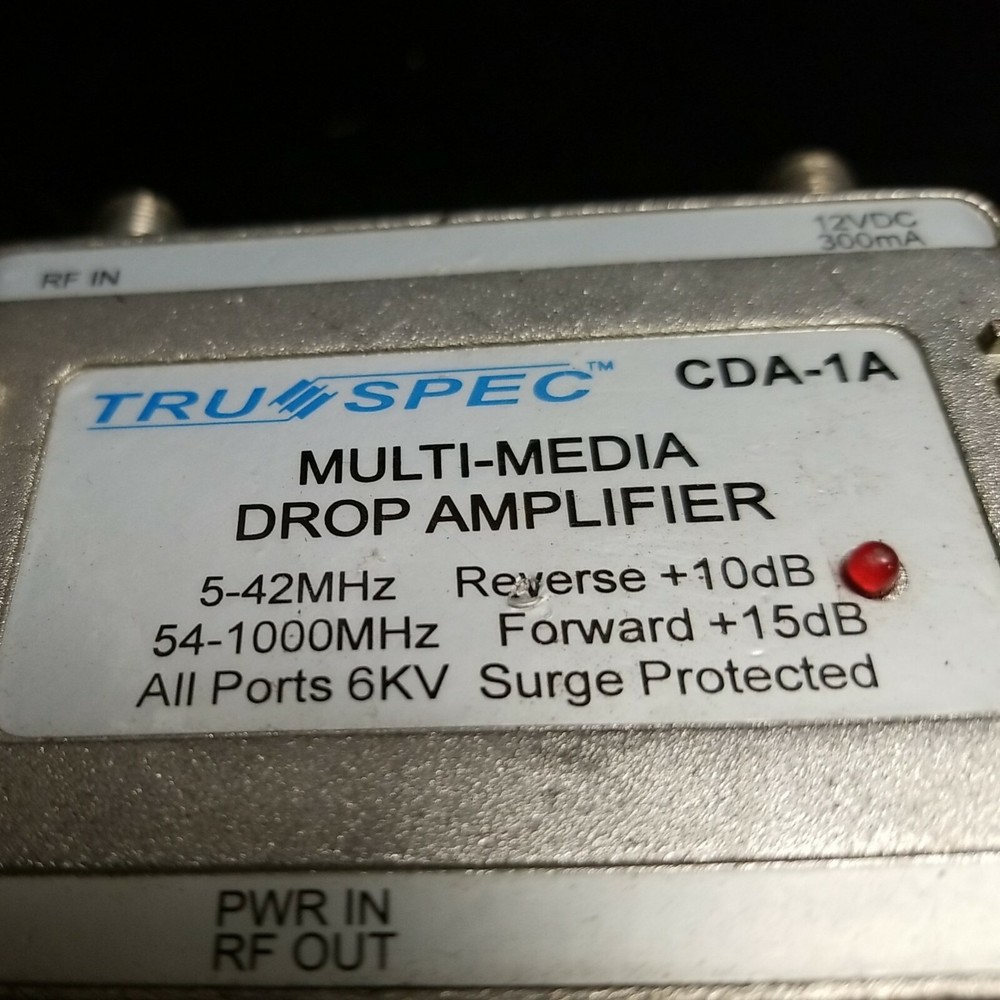 RF IN
12VDC
300mA
TRU SPEC™ CDA-1A
MULTI-MEDIA
DROP AMPLIFIER
5-42MHz Reverse +10dB
54-1000MHz Forward +15dB
All Ports 6KV Surge Protected
PWR IN
RF OUT